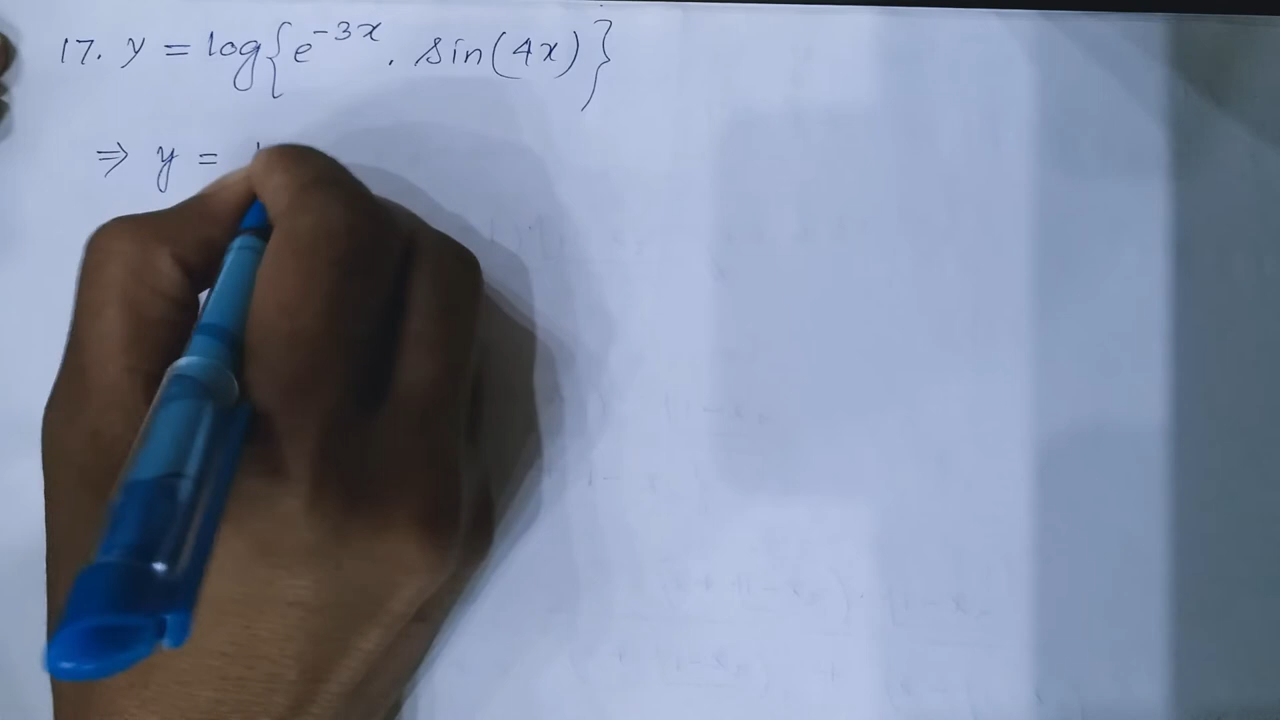 17. y = log{e^-3x . sin(4x)}
⇒ y =